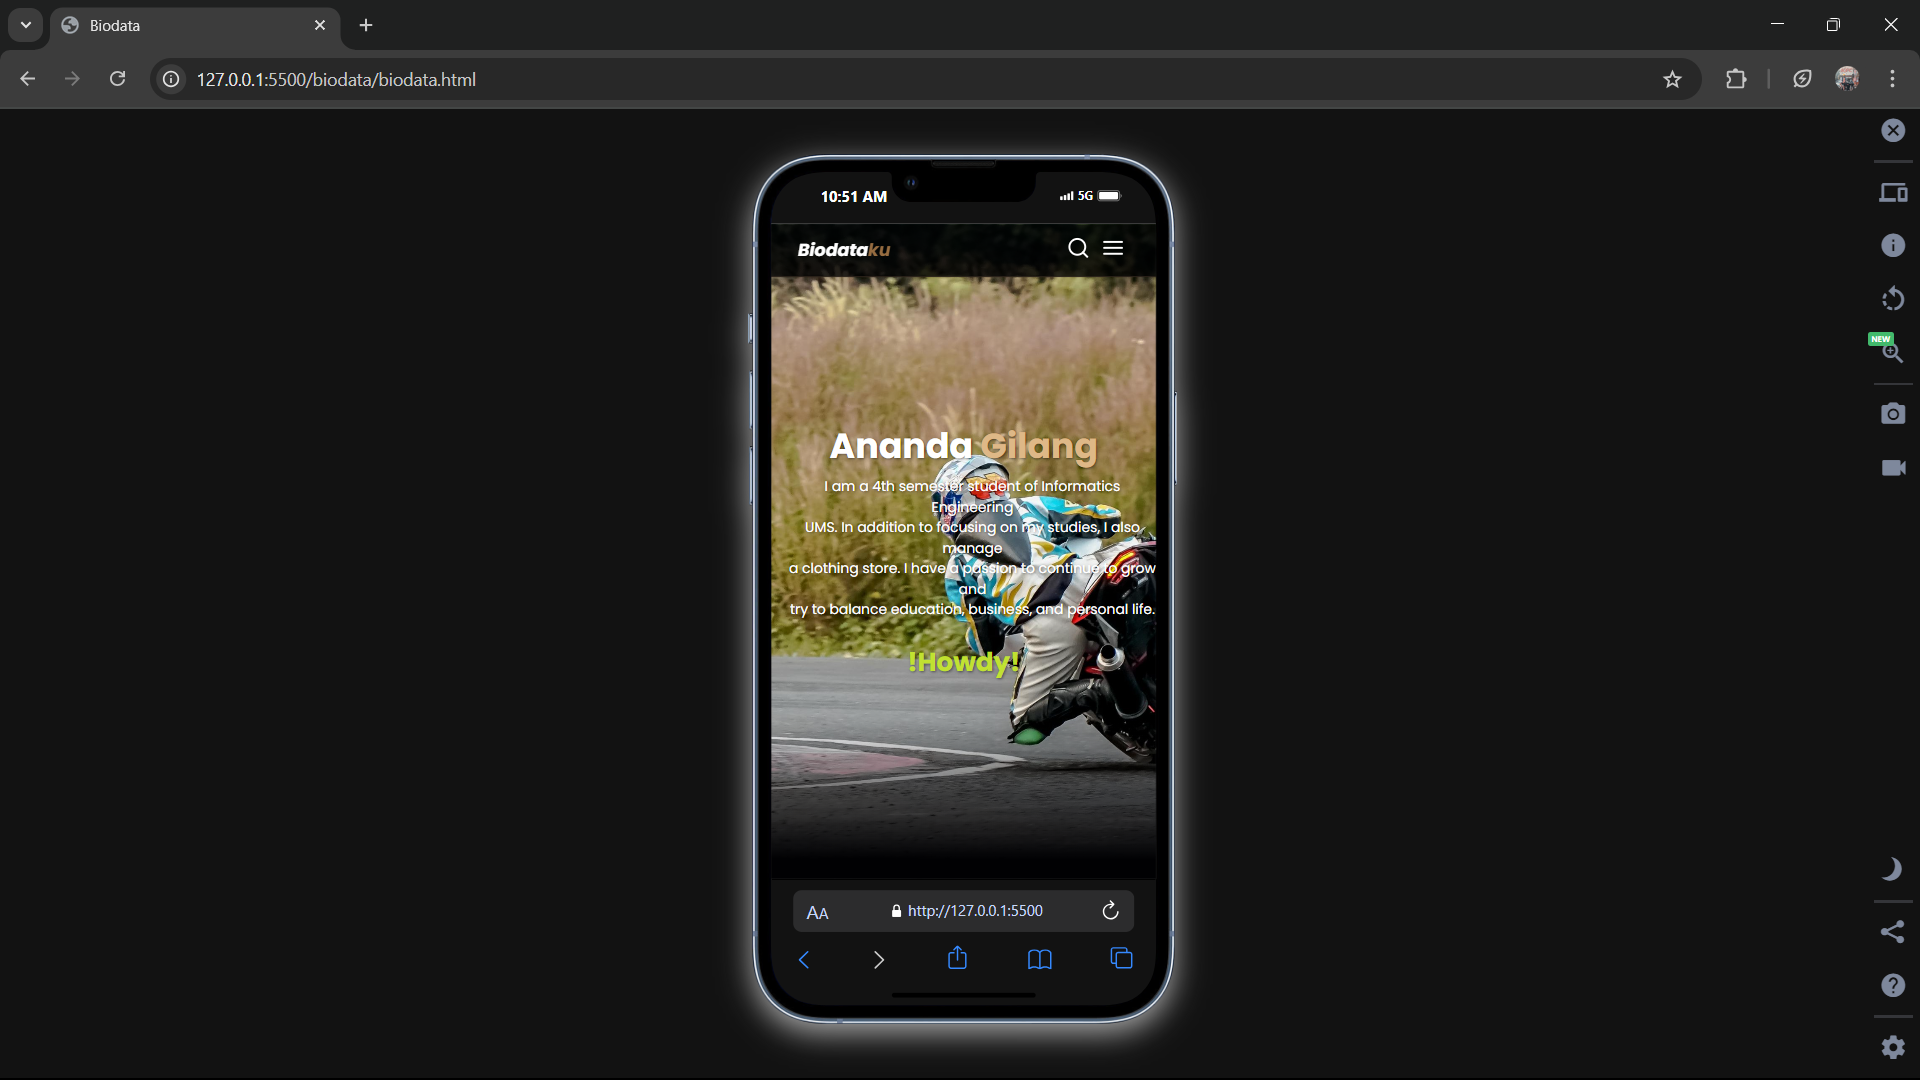 Biodata
127.0.0.1:5500/biodata/biodata.html
NEW
10:51 AM
5G
Biodataku
Ananda Gilang
I am a 4th semester student of Informatics
Engineering
UMS. In addition to focusing on my studies, I also
manage
a clothing store. I have a passion to continue to grow
and
try to balance education, business, and personal life.
!Howdy!
AA
http://127.0.0.1:5500